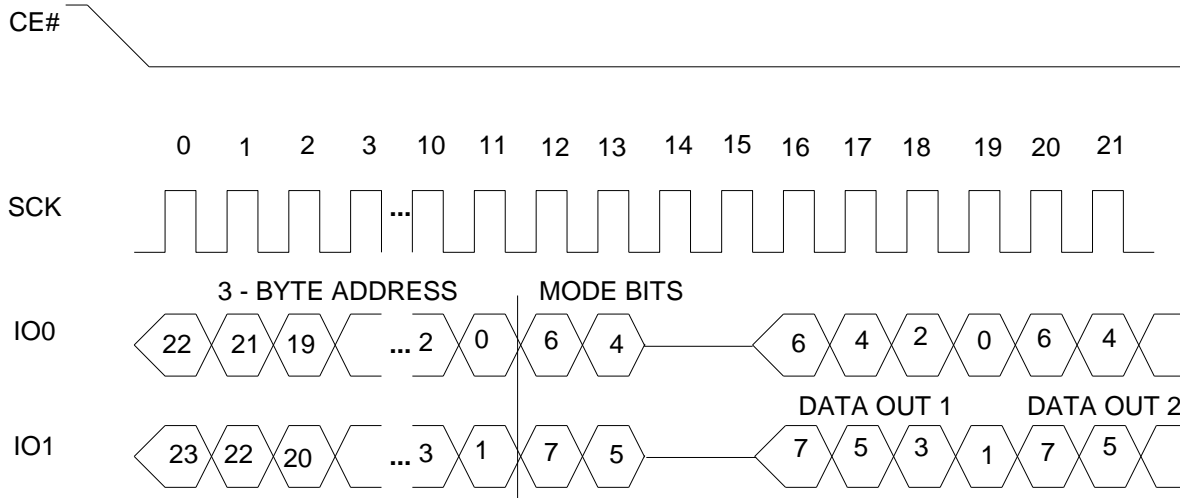 CE#
0 1 2 3 10 11 12 13 14 15 16 17 18 19 20 21
SCK ...
3 - BYTE ADDRESS MODE BITS
IO0 22 21 19 ... 2 0 6 4 6 4 2 0 6 4
DATA OUT 1 DATA OUT 2
IO1 23 22 20 ... 3 1 7 5 7 5 3 1 7 5